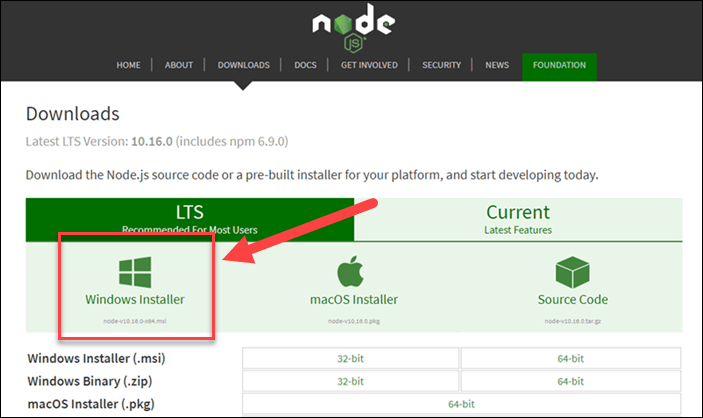 node
JS
HOME ABOUT DOWNLOADS DOCS GET INVOLVED SECURITY NEWS FOUNDATION
Downloads
Latest LTS Version: 10.16.0 (includes npm 6.9.0)
Download the Node.js source code or a pre-built installer for your platform, and start developing today.
LTS
Recommended For Most Users
Current
Latest Features
Windows Installer
node-v10.16.0-x64.msi
macOS Installer
node-v10.16.0.pkg
Source Code
node-v10.16.0.tar.gz
Windows Installer (.msi) 32-bit 64-bit
Windows Binary (.zip) 32-bit 64-bit
macOS Installer (.pkg) 64-bit